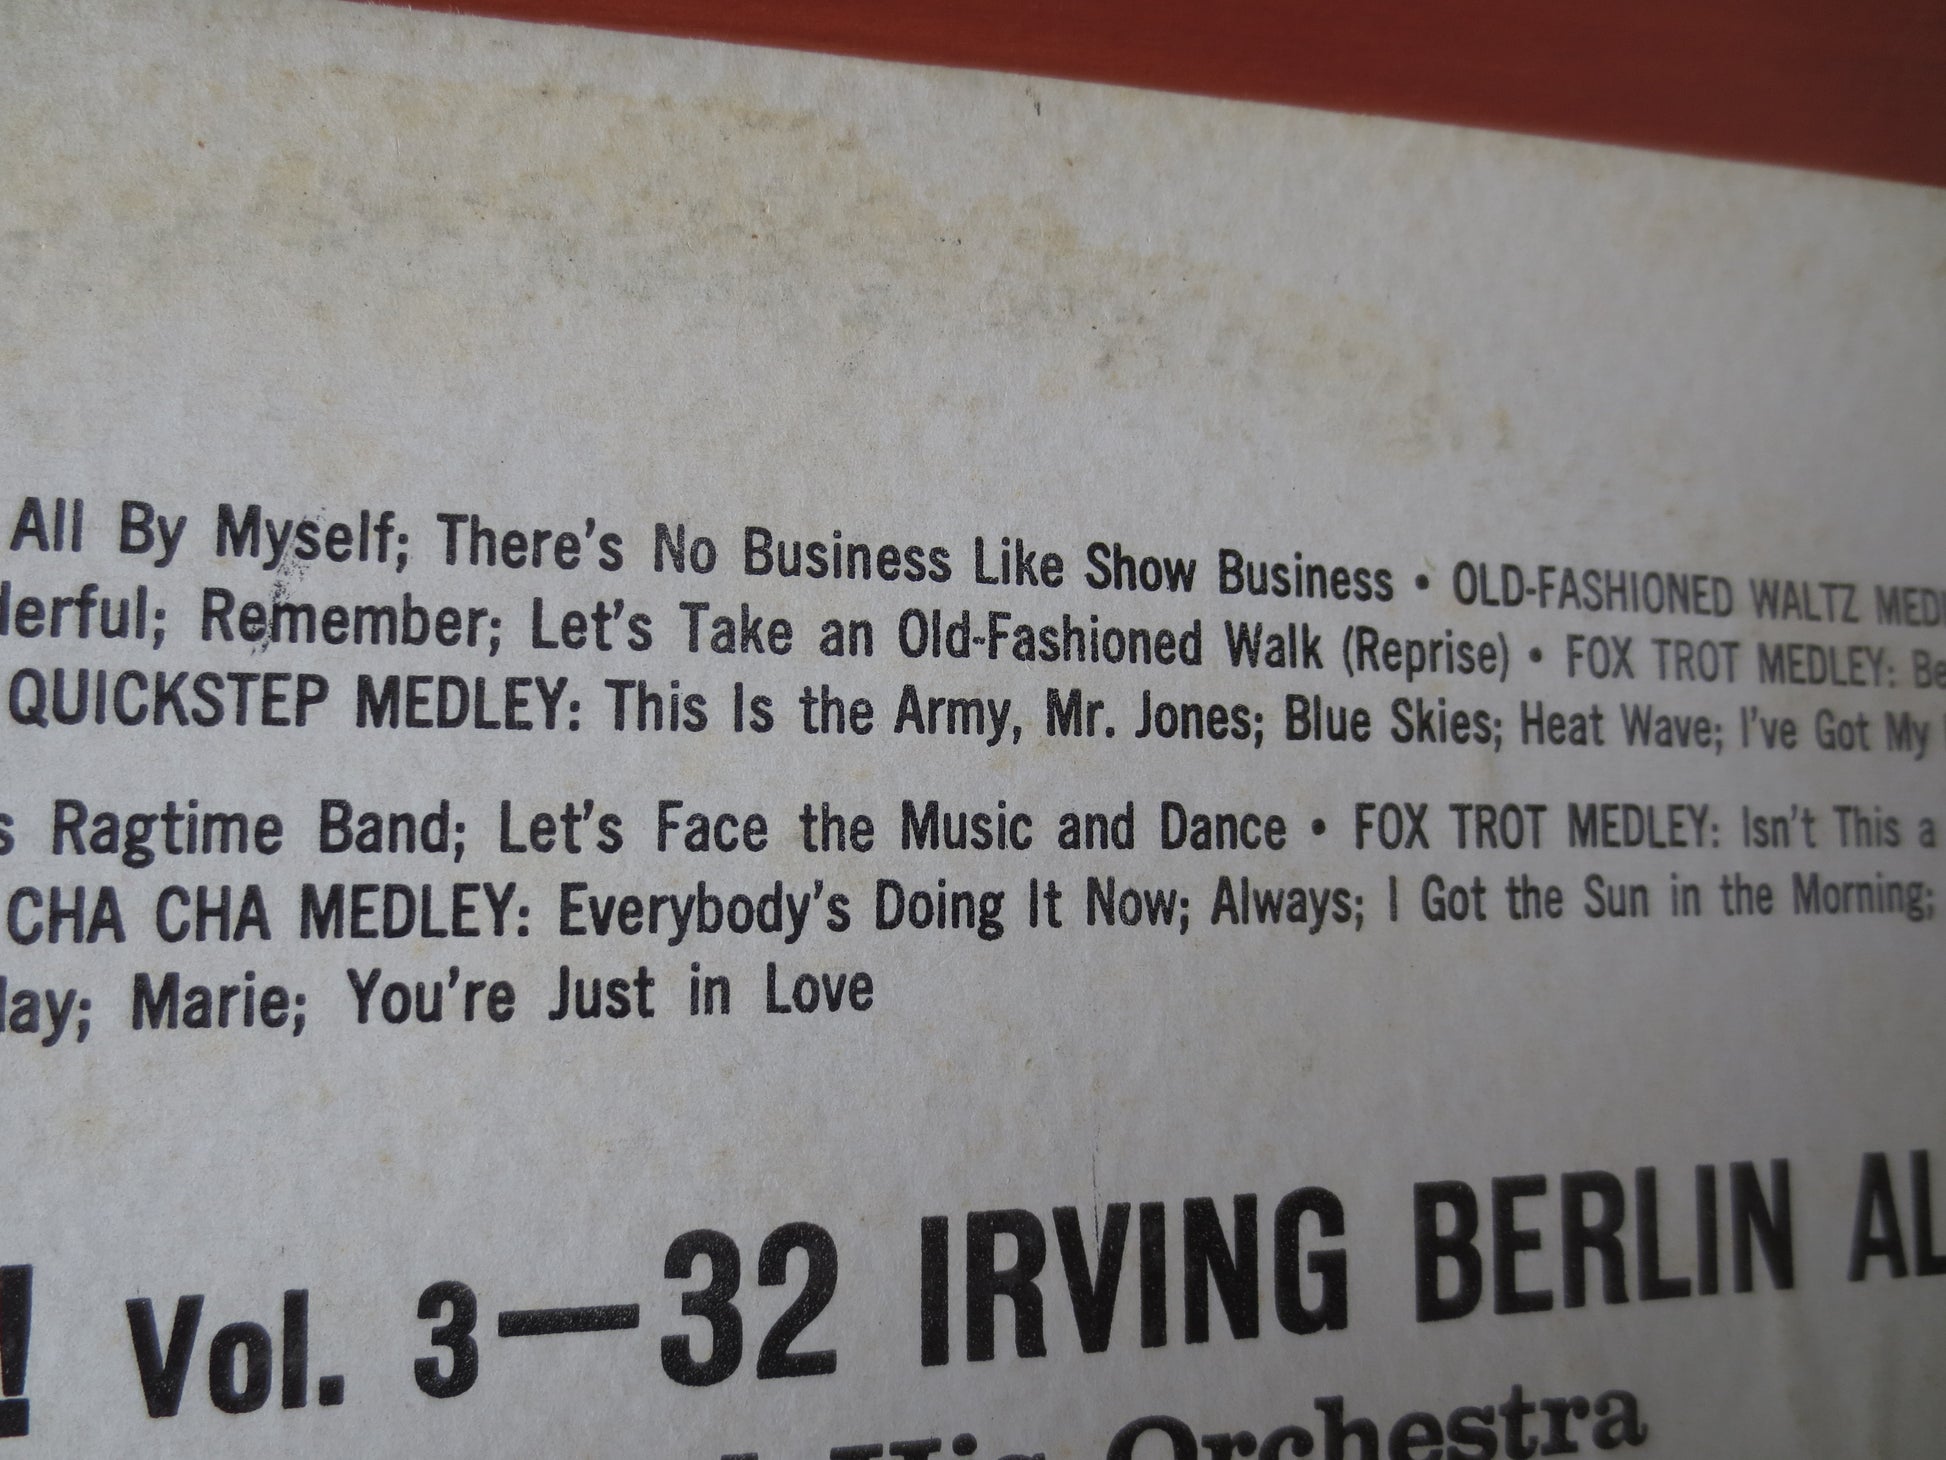 All By Myself; There's No Business Like Show Business • OLD-FASHIONED WALTZ
Remember; Let's Take an Old-Fashioned Walk (Reprise) • FOX TROT MEDLEY:
QUICKSTEP MEDLEY: This Is the Army, Mr. Jones; Blue Skies; Heat Wave; I've Got My
Ragtime Band; Let's Face the Music and Dance • FOX TROT MEDLEY: Isn't This a
CHA CHA MEDLEY: Everybody's Doing It Now; Always; I Got the Sun in the Morning;
Marie; You're Just in Love
! Vol. 3—32 IRVING BERLIN
His Orchestra